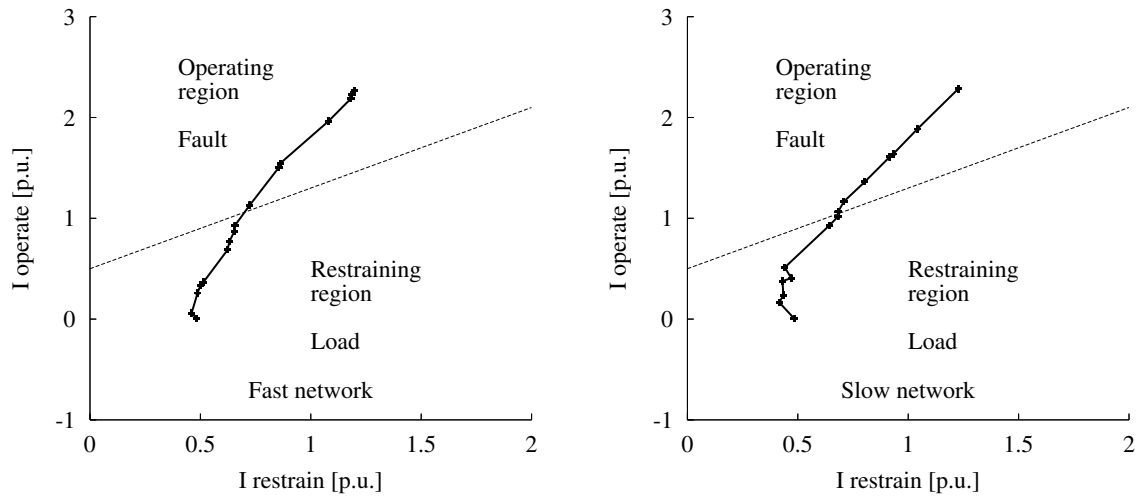 3
2
1
0
-1
I operate [p.u.]
Operating
region
Fault
Restraining
region
Load
Fast network
0
0.5
1
1.5
2
I restrain [p.u.]
3
2
1
0
-1
I operate [p.u.]
Operating
region
Fault
Restraining
region
Load
Slow network
0
0.5
1
1.5
2
I restrain [p.u.]